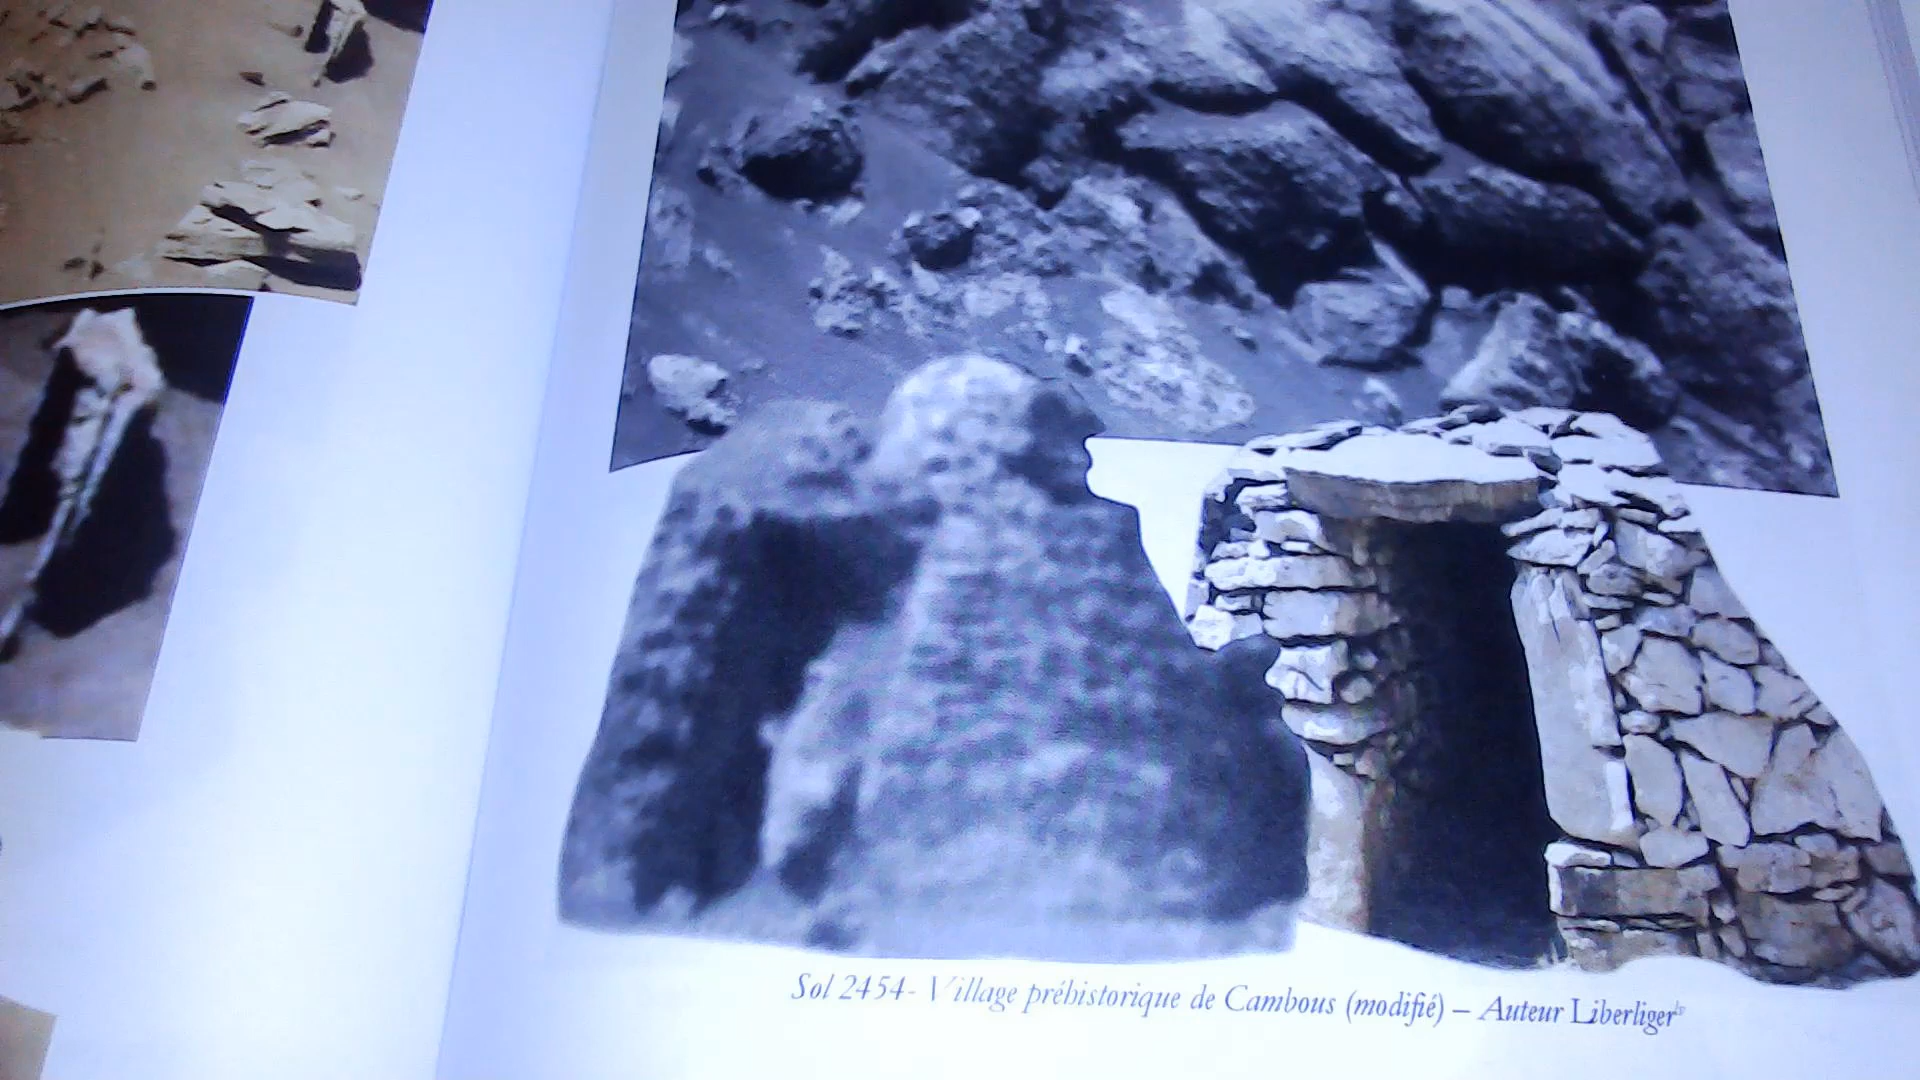 Sol 2454- Village préhistorique de Cambous (modifié) – Auteur Liberliger